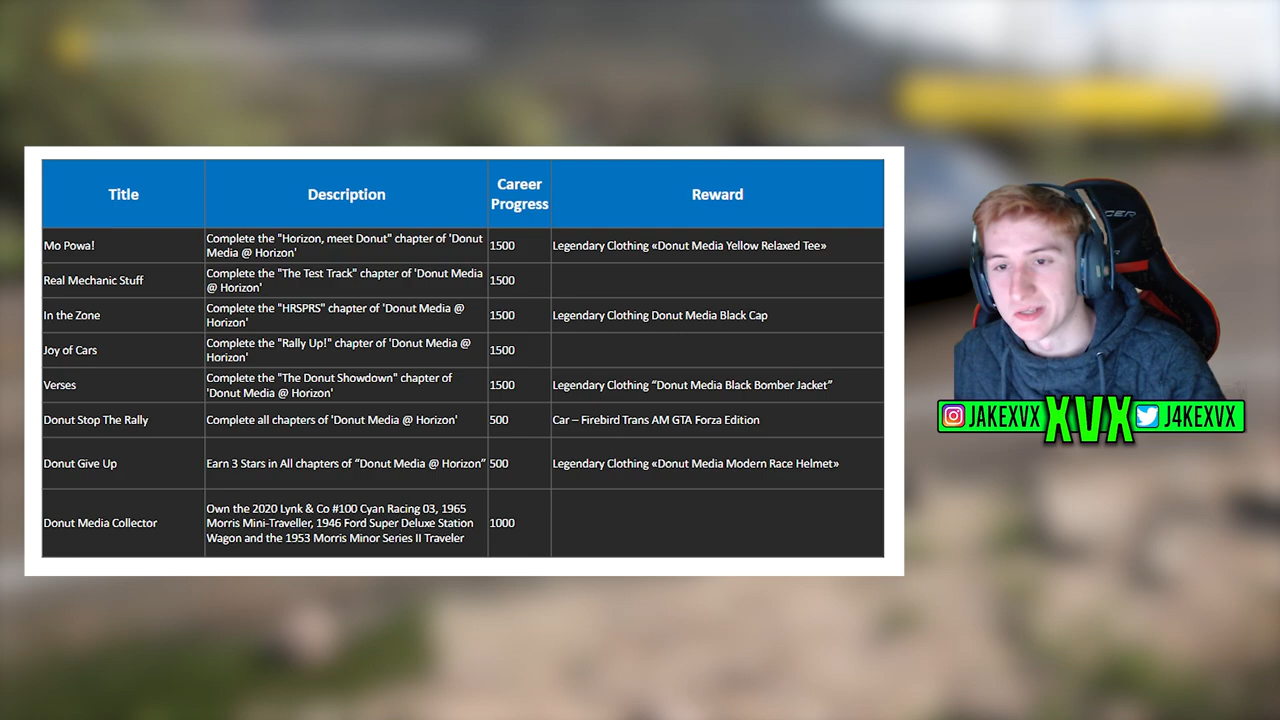 Title Description Career Progress Reward
Mo Powa! Complete the "Horizon, meet Donut" chapter of 'Donut Media @ Horizon' 1500 Legendary Clothing «Donut Media Yellow Relaxed Tee»
Real Mechanic Stuff Complete the "The Test Track" chapter of 'Donut Media @ Horizon' 1500
In the Zone Complete the "HRSPRS" chapter of 'Donut Media @ Horizon' 1500 Legendary Clothing Donut Media Black Cap
Joy of Cars Complete the "Rally Up!" chapter of 'Donut Media @ Horizon' 1500
Verses Complete the "The Donut Showdown" chapter of 'Donut Media @ Horizon' 1500 Legendary Clothing “Donut Media Black Bomber Jacket”
Donut Stop The Rally Complete all chapters of 'Donut Media @ Horizon' 500 Car – Firebird Trans AM GTA Forza Edition
Donut Give Up Earn 3 Stars in All chapters of “Donut Media @ Horizon” 500 Legendary Clothing «Donut Media Modern Race Helmet»
Donut Media Collector Own the 2020 Lynk & Co #100 Cyan Racing 03, 1965 Morris Mini-Traveller, 1946 Ford Super Deluxe Station Wagon and the 1953 Morris Minor Series II Traveler 1000
JAKEXVX XVX J4KEXVX